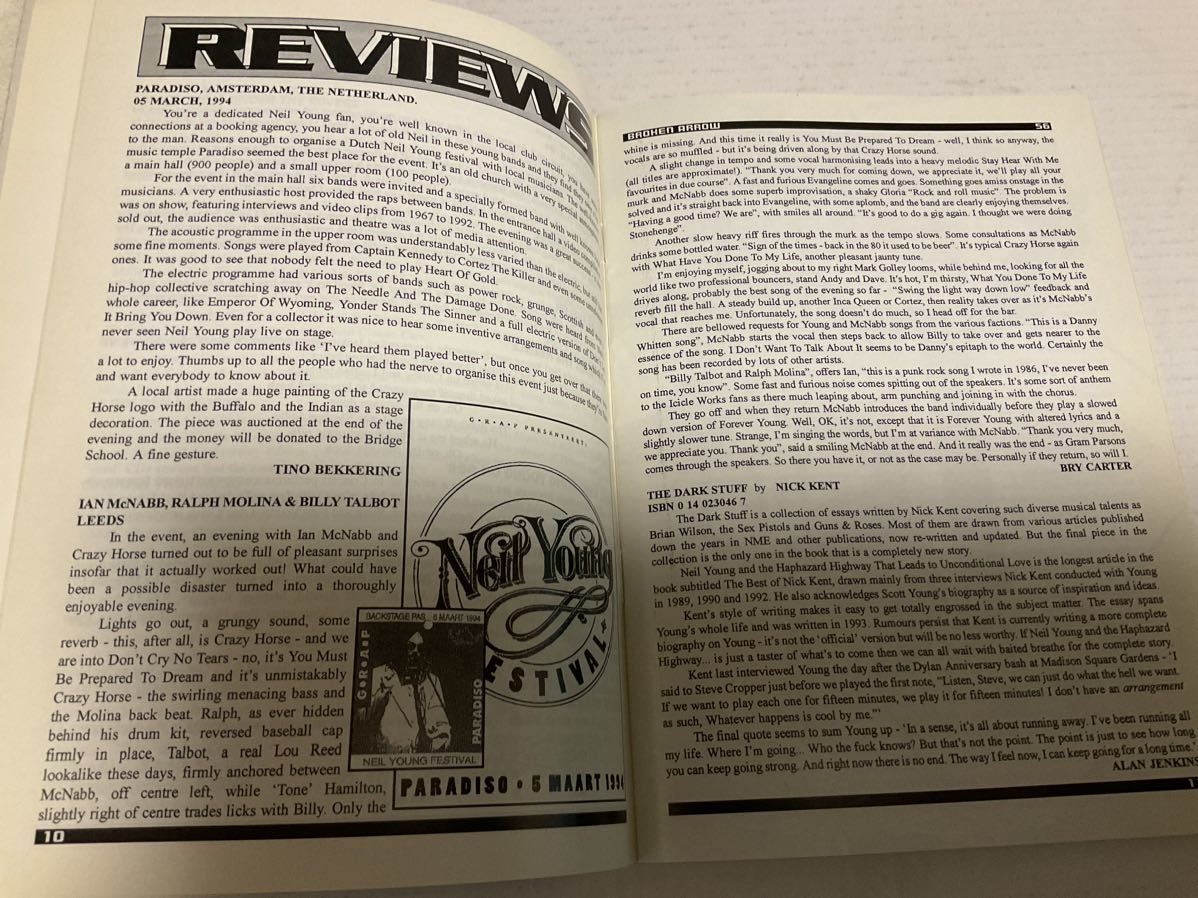 REVIEWS
PARADISO, AMSTERDAM, THE NETHERLAND.
05 MARCH, 1994
You're a dedicated Neil Young fan, you're well known in the local club circuit, you have
connections at a booking agency, you hear a lot of old Neil in these young bands and they find
to the man. Reasons enough to organise a Dutch Neil Young festival with local musicians. The
music temple Paradiso seemed the best place for the event. It's an old church with a very special
a main hall (900 people) and a small upper room (100 people).
For the event in the main hall six bands were invited and a specially formed band with well known
musicians. A very enthusiastic host provided the raps between bands. In the entrance hall a video
was on show, featuring interviews and video clips from 1967 to 1992. The evening was a great success
sold out, the audience was enthusiastic and theatre was a lot of media attention.
The acoustic programme in the upper room was understandably less varied than the electric, but still
some fine moments. Songs were played from Captain Kennedy to Cortez The Killer and even some
ones. It was good to see that nobody felt the need to play Heart Of Gold.
The electric programme had various sorts of bands such as power rock, grunge, Scottish and
hip-hop collective scratching away on The Needle And The Damage Done. Song were heard from
whole career, like Emperor Of Wyoming, Yonder Stands The Sinner and a full electric version of Don't
It Bring You Down. Even for a collector it was nice to hear some inventive arrangements and song which
never seen Neil Young play live on stage.
There were some comments like 'I've heard them played better', but once you get over that there
a lot to enjoy. Thumbs up to all the people who had the nerve to organise this event just because they're
and want everybody to know about it.
A local artist made a huge painting of the Crazy
Horse logo with the Buffalo and the Indian as a stage
decoration. The piece was auctioned at the end of the
evening and the money will be donated to the Bridge
School. A fine gesture.
TINO BEKKERING
IAN McNABB, RALPH MOLINA & BILLY TALBOT
LEEDS
In the event, an evening with Ian McNabb and
Crazy Horse turned out to be full of pleasant surprises
insofar that it actually worked out! What could have
been a possible disaster turned into a thoroughly
enjoyable evening.
Lights go out, a grungy sound, some
reverb - this, after all, is Crazy Horse - and we
are into Don't Cry No Tears - no, it's You Must
Be Prepared To Dream and it's unmistakably
Crazy Horse - the swirling menacing bass and
the Molina back beat. Ralph, as ever hidden
behind his drum kit, reversed baseball cap
firmly in place, Talbot, a real Lou Reed
lookalike these days, firmly anchored between
McNabb, off centre left, while 'Tone' Hamilton,
slightly right of centre trades licks with Billy. Only the
10
G·R·A·P PRESENTEERT:
Neil Young
FESTIVAL
BACKSTAGE PAS.. 5 MAART 1994
G·R·A·P
PARADISO
NEIL YOUNG FESTIVAL
PARADISO • 5 MAART 1994
BROKEN ARROW 56
whine is missing. And this time it really is You Must Be Prepared To Dream - well, I think so anyway, the
vocals are so muffled - but it's being driven along by that Crazy Horse sound.
A slight change in tempo and some vocal harmonising leads into a heavy melodic Stay Hear With Me
(all titles are approximate!). "Thank you very much for coming down, we appreciate it, we'll play all your
favourites in due course". A fast and furious Evangeline comes and goes. Something goes amiss onstage in the
murk and McNabb does some superb improvisation, a shaky Gloria "Rock and roll music". The problem is
solved and it's straight back into Evangeline, with some aplomb, and the band are clearly enjoying themselves.
"Having a good time? We are", with smiles all around. "It's good to do a gig again. I thought we were doing
Stonehenge".
Another slow heavy riff fires through the murk as the tempo slows. Some consultations as McNabb
drinks some bottled water. "Sign of the times - back in the 80 it used to be beer". It's typical Crazy Horse again
with What Have You Done To My Life, another pleasant jaunty tune.
I'm enjoying myself, jogging about to my right Mark Golley looms, while behind me, looking for all the
world like two professional bouncers, stand Andy and Dave. It's hot, I'm thirsty, What You Done To My Life
drives along, probably the best song of the evening so far - "Swing the light way down low" feedback and
reverb fill the hall. A steady build up, another Inca Queen or Cortez, then reality takes over as it's McNabb's
vocal that reaches me. Unfortunately, the song doesn't do much, so I head off for the bar.
There are bellowed requests for Young and McNabb songs from the various factions. "This is a Danny
Whitten song", McNabb starts the vocal then steps back to allow Billy to take over and gets nearer to the
essence of the song. I Don't Want To Talk About It seems to be Danny's epitaph to the world. Certainly the
song has been recorded by lots of other artists.
"Billy Talbot and Ralph Molina", offers Ian, "this is a punk rock song I wrote in 1986, I've never been
on time, you know". Some fast and furious noise comes spitting out of the speakers. It's some sort of anthem
to the Icicle Works fans as there much leaping about, arm punching and joining in with the chorus.
They go off and when they return McNabb introduces the band individually before they play a slowed
down version of Forever Young. Well, OK, it's not, except that it is Forever Young with altered lyrics and a
slightly slower tune. Strange, I'm singing the words, but I'm at variance with McNabb. "Thank you very much,
we appreciate you. Thank you", said a smiling McNabb at the end. And it really was the end - as Gram Parsons
comes through the speakers. So there you have it, or not as the case may be. Personally if they return, so will I.
BRY CARTER
THE DARK STUFF by NICK KENT
ISBN 0 14 023046 7
The Dark Stuff is a collection of essays written by Nick Kent covering such diverse musical talents as
Brian Wilson, the Sex Pistols and Guns & Roses. Most of them are drawn from various articles published
down the years in NME and other publications, now re-written and updated. But the final piece in the
collection is the only one in the book that is a completely new story.
Neil Young and the Haphazard Highway That Leads to Unconditional Love is the longest article in the
book subtitled The Best of Nick Kent, drawn mainly from three interviews Nick Kent conducted with Young
in 1989, 1990 and 1992. He also acknowledges Scott Young's biography as a source of inspiration and ideas.
Kent's style of writing makes it easy to get totally engrossed in the subject matter. The essay spans
Young's whole life and was written in 1993. Rumours persist that Kent is currently writing a more complete
biography on Young - it's not the 'official' version but will be no less worthy. If Neil Young and the Haphazard
Highway... is just a taster of what's to come then we can all wait with baited breathe for the complete story.
Kent last interviewed Young the day after the Dylan Anniversary bash at Madison Square Gardens - 'I
said to Steve Cropper just before we played the first note, "Listen, Steve, we can just do what the hell we want.
If we want to play each one for fifteen minutes, we play it for fifteen minutes! I don't have an arrangement
as such, Whatever happens is cool by me."'
The final quote seems to sum Young up - 'In a sense, it's all about running away. I've been running all
my life. Where I'm going... Who the fuck knows? But that's not the point. The point is just to see how long
you can keep going strong. And right now there is no end. The way I feel now, I can keep going for a long time.'
ALAN JENKINS